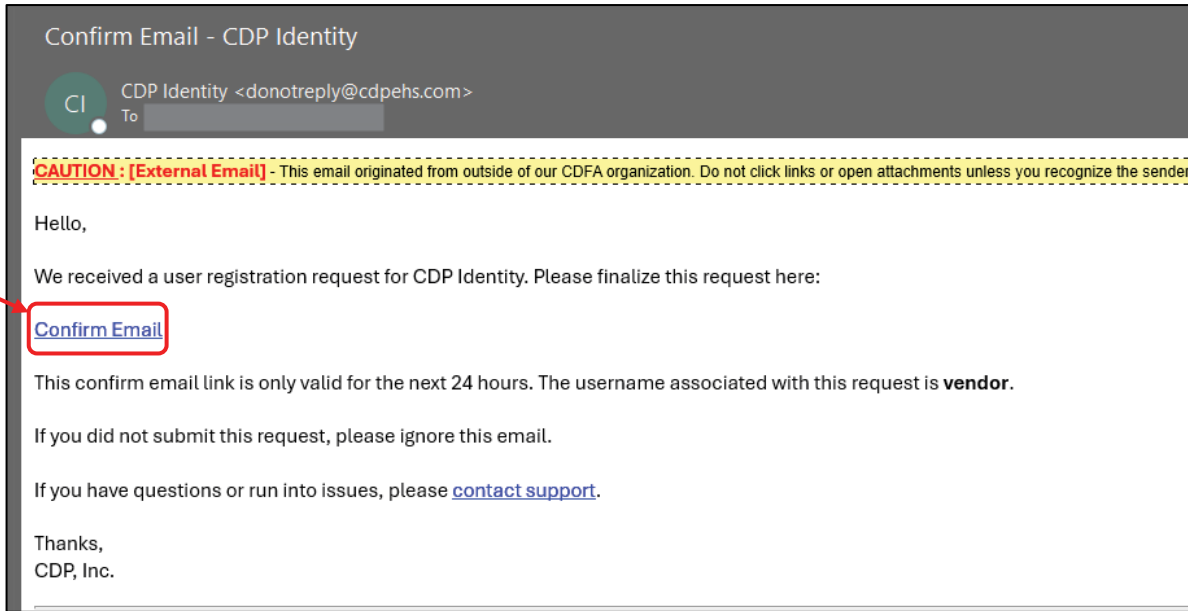 Confirm Email - CDP Identity
CI
CDP Identity <donotreply@cdpehs.com>
To
CAUTION : [External Email] - This email originated from outside of our CDFA organization. Do not click links or open attachments unless you recognize the sender
Hello,
We received a user registration request for CDP Identity. Please finalize this request here:
Confirm Email
This confirm email link is only valid for the next 24 hours. The username associated with this request is vendor.
If you did not submit this request, please ignore this email.
If you have questions or run into issues, please contact support.
Thanks,
CDP, Inc.